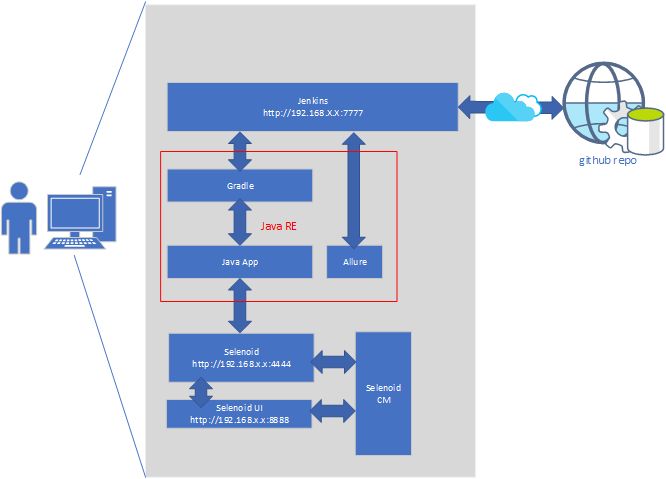 Jenkins
http://192.168.X.X:7777
github repo
Gradle
Java RE
Java App
Allure
Selenoid
http://192.168.x.x:4444
Selenoid
CM
Selenoid UI
http://192.168.x.x:8888